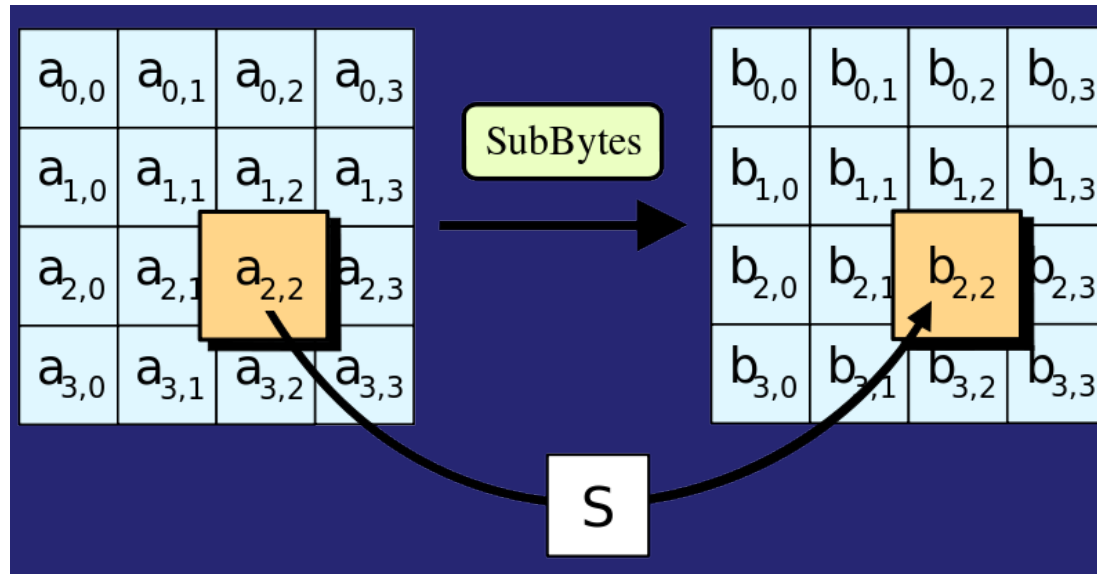 a0,0 a0,1 a0,2 a0,3 b0,0 b0,1 b0,2 b0,3
SubBytes
a1,0 a1,1 a1,2 a1,3 b1,0 b1,1 b1,2 b1,3
a2,0 a2,1 a2,2 a2,3 b2,0 b2,1 b2,2 b2,3
a3,0 a3,1 a3,2 a3,3 b3,0 b3,1 b3,2 b3,3
S